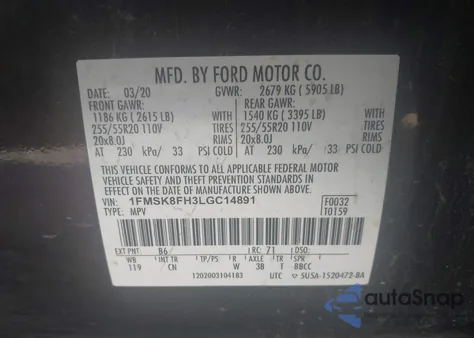 MFD. BY FORD MOTOR CO.
DATE: 03/20 GVWR: 2679 KG ( 5905 LB)
FRONT GAWR: REAR GAWR:
1186 KG ( 2615 LB) WITH 1540 KG ( 3395 LB) WITH
255/55R20 110V TIRES 255/55R20 110V TIRES
20x8.0J RIMS 20x8.0J RIMS
AT 230 kPa/ 33 PSI COLD AT 230 kPa/ 33 PSI COLD
THIS VEHICLE CONFORMS TO ALL APPLICABLE FEDERAL MOTOR
VEHICLE SAFETY AND THEFT PREVENTION STANDARDS IN
EFFECT ON THE DATE OF MANUFACTURE SHOWN ABOVE.
VIN: 1FMSK8FH3LGC14891 F0032
TYPE: MPV T0159
EXT PNT: B6 RC: 71 DSO:
WB INT TR TP/PS R AXLE TR SPR
119 CN W 3B T 8BCC
1202003104183 UTC 5U5A-1520472-BA
autoSnap